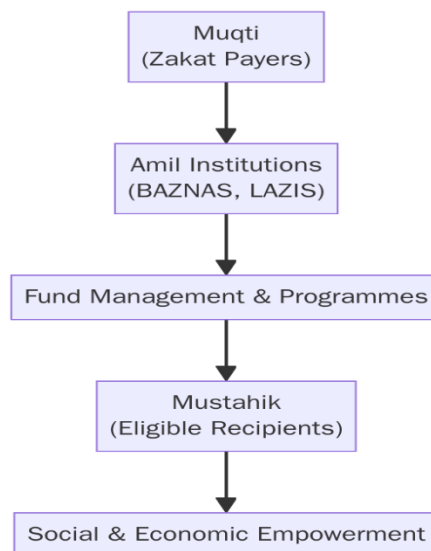 Muqti
(Zakat Payers)
Amil Institutions
(BAZNAS, LAZIS)
Fund Management & Programmes
Mustahik
(Eligible Recipients)
Social & Economic Empowerment